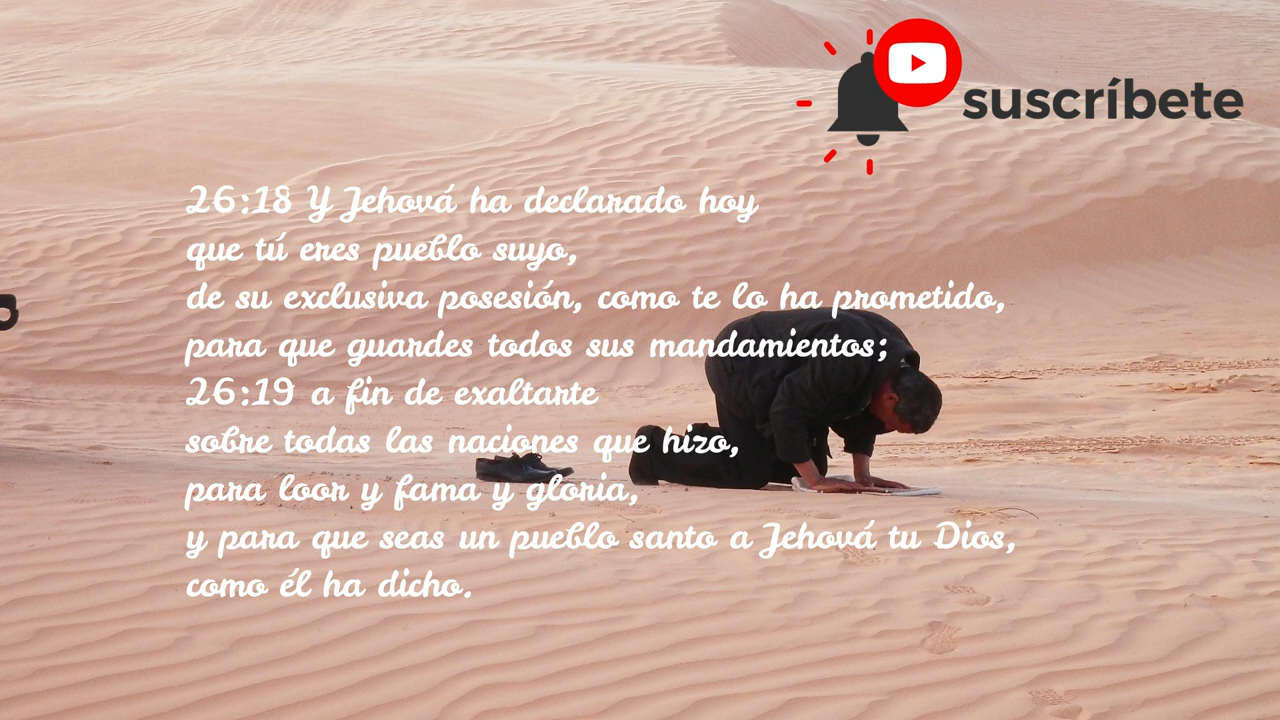 suscríbete
26:18 Y Jehová ha declarado hoy
que tú eres pueblo suyo,
de su exclusiva posesión, como te lo ha prometido,
para que guardes todos sus mandamientos;
26:19 a fin de exaltarte
sobre todas las naciones que hizo,
para loor y fama y gloria,
y para que seas un pueblo santo a Jehová tu Dios,
como él ha dicho.